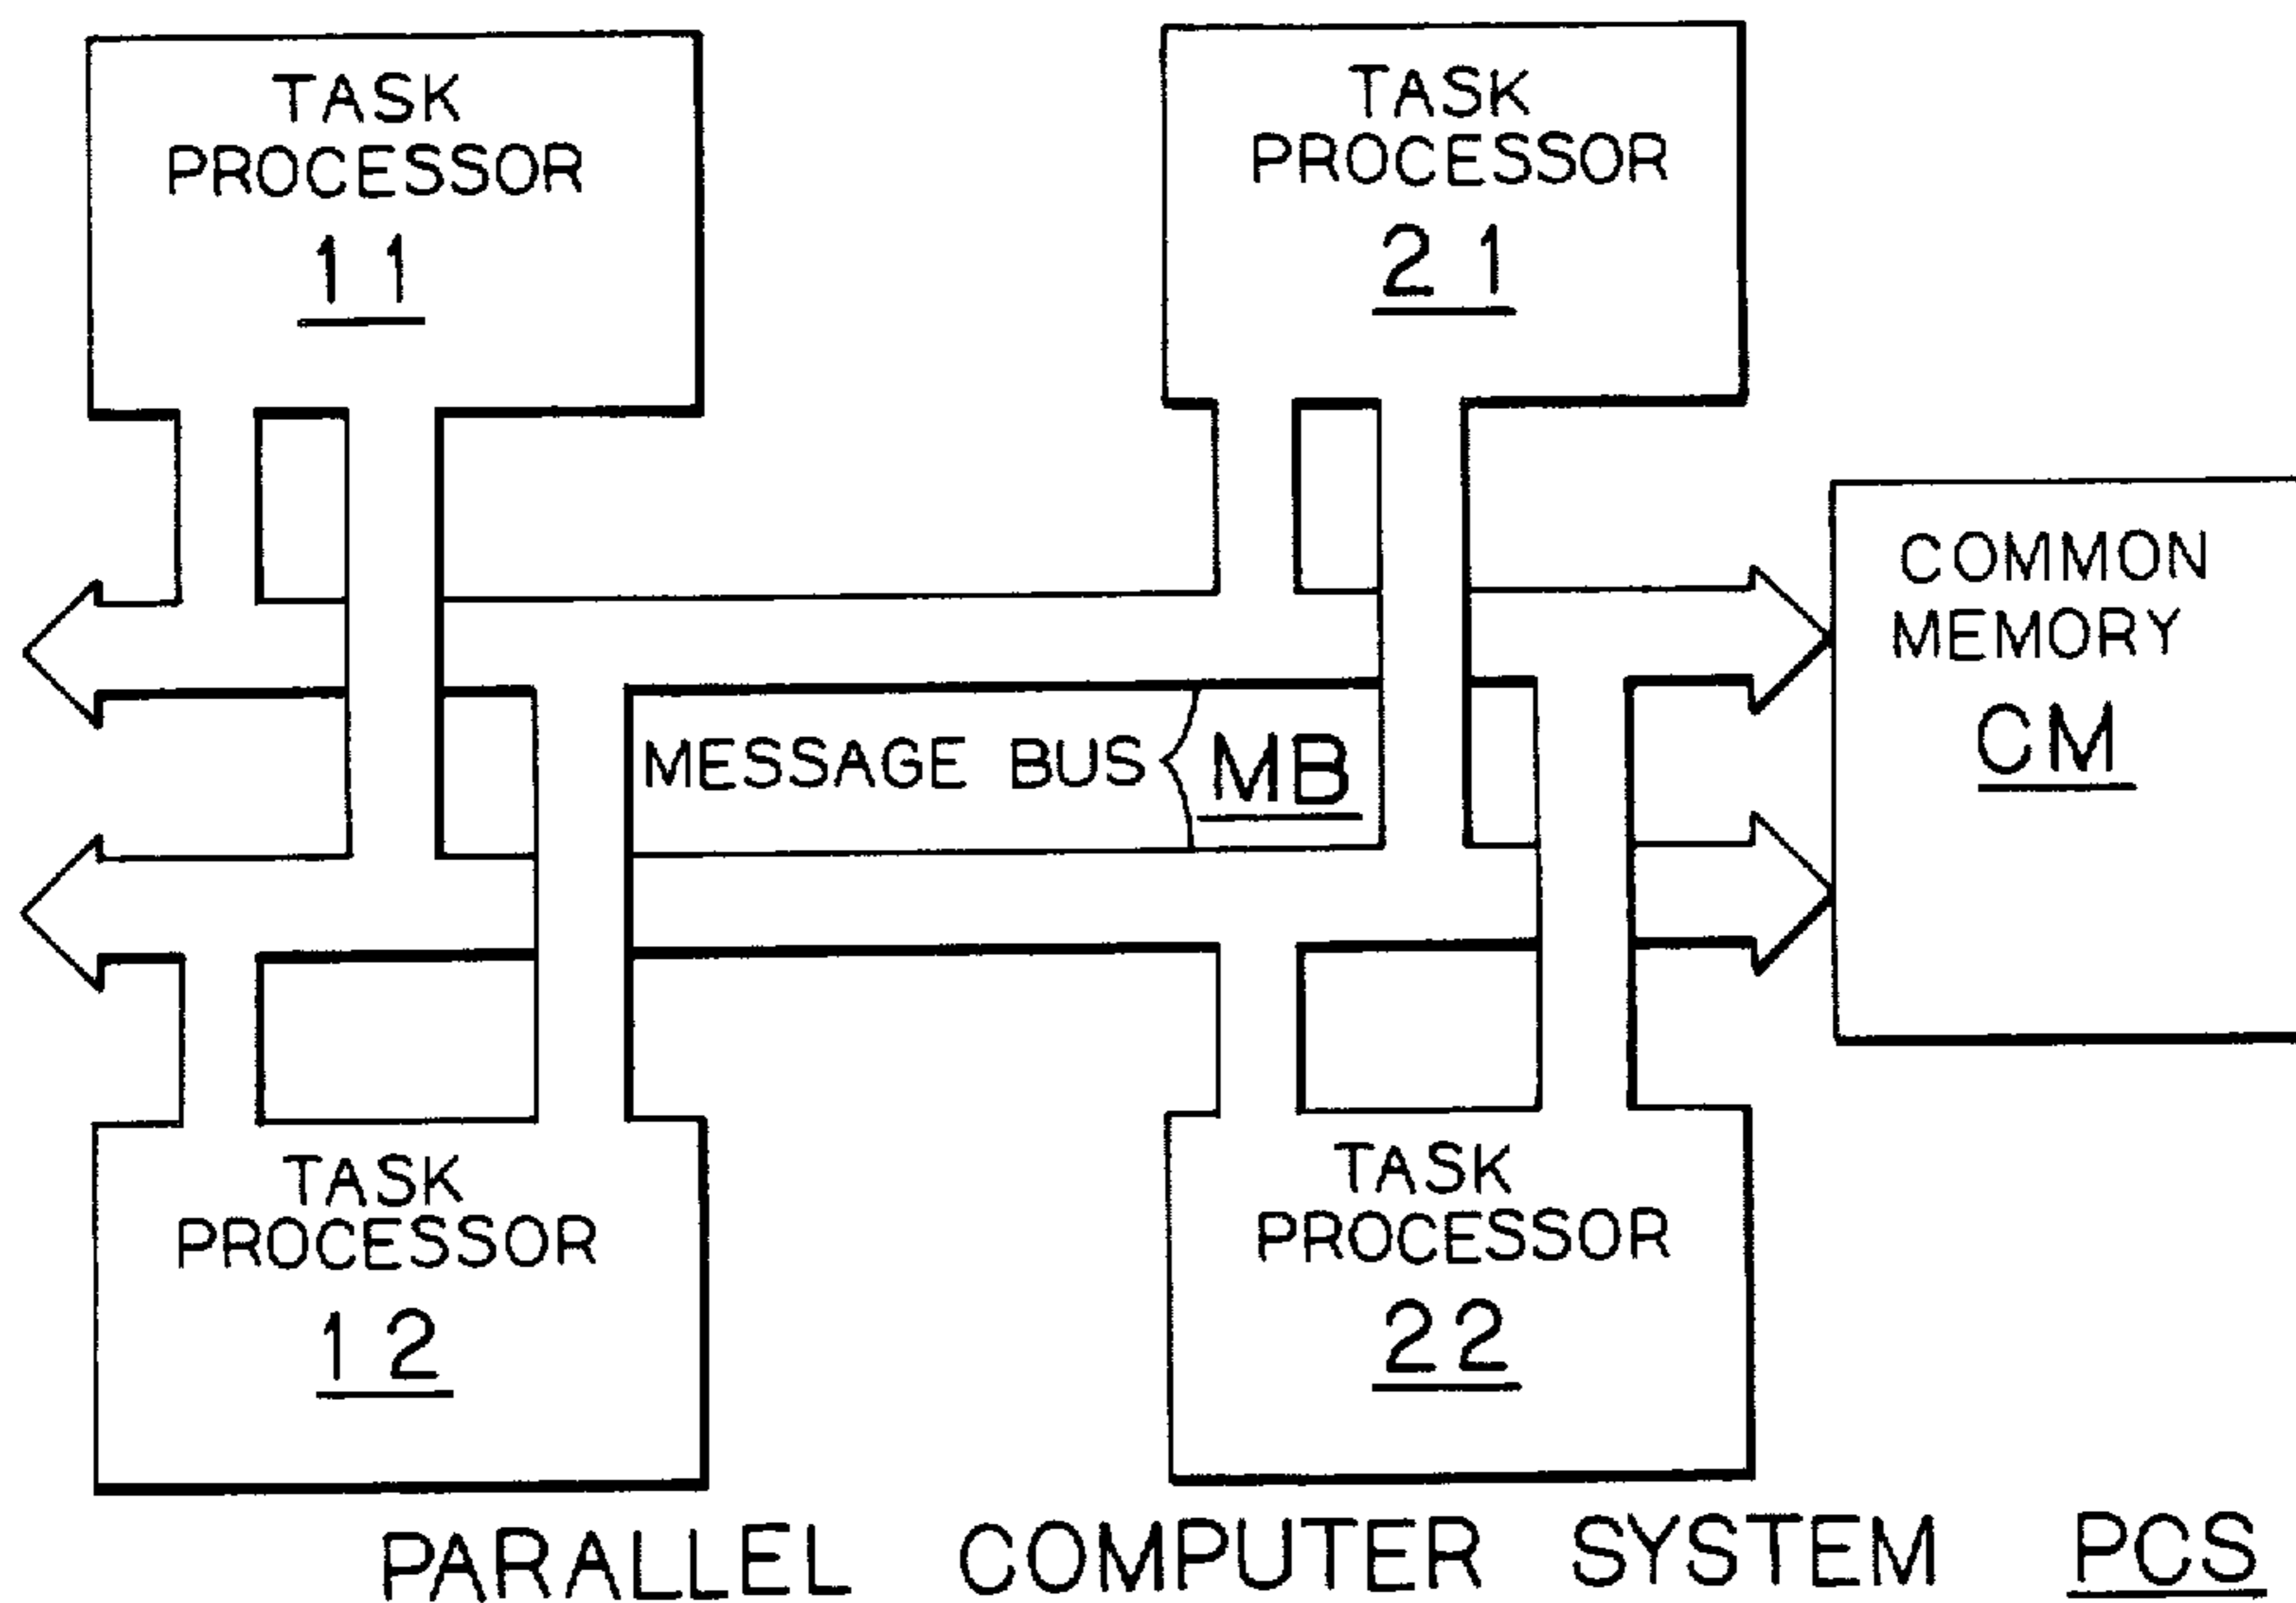 TASK
PROCESSOR
11
TASK
PROCESSOR
21
COMMON
MEMORY
CM
MESSAGE BUS MB
TASK
PROCESSOR
12
TASK
PROCESSOR
22
PARALLEL COMPUTER SYSTEM PCS